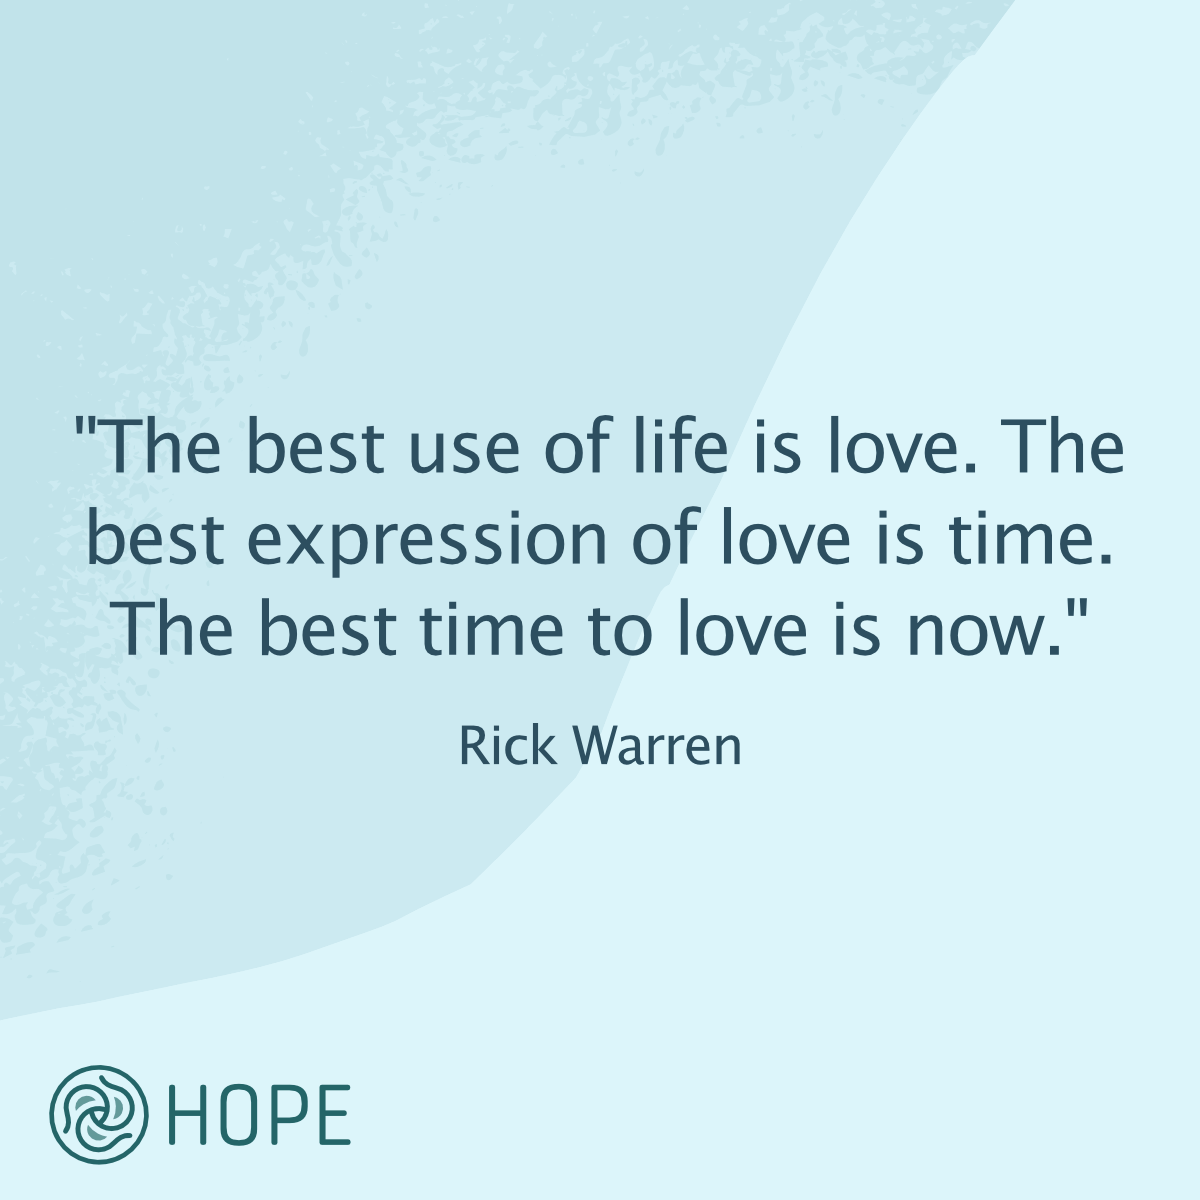 "The best use of life is love. The
best expression of love is time.
The best time to love is now."
Rick Warren
HOPE